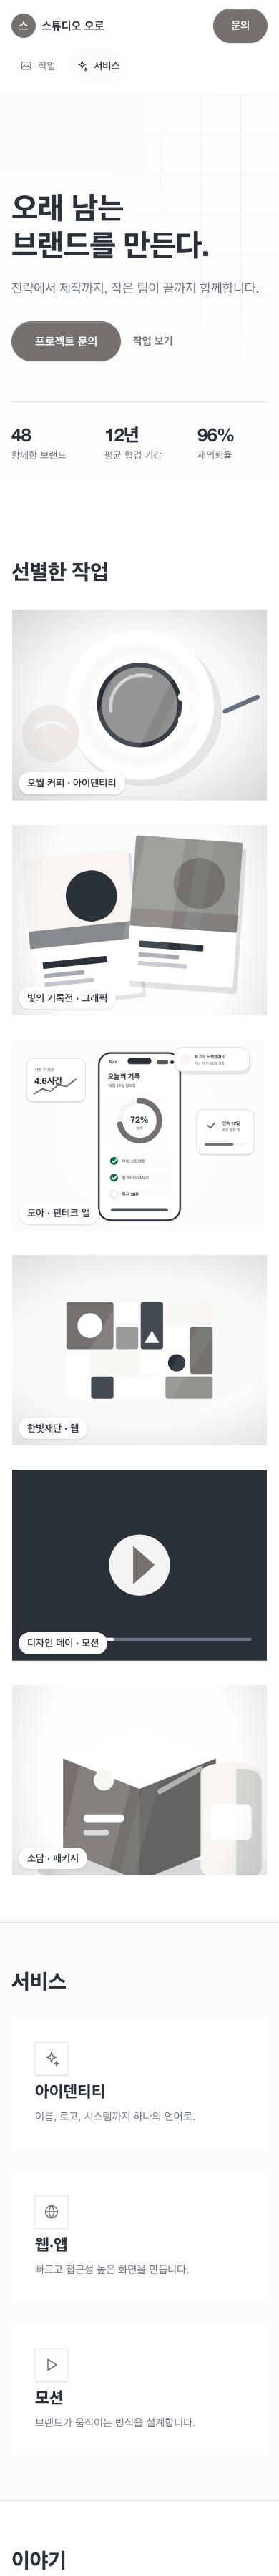 스 스튜디오 오로
문의
작업
서비스
오래 남는
브랜드를 만든다.
전략에서 제작까지, 작은 팀이 끝까지 함께합니다.
프로젝트 문의
작업 보기
48
함께한 브랜드
12년
평균 협업 기간
96%
재의뢰율
선별한 작업
오월 커피 · 아이덴티티
빛의 기록전 · 그래픽
4.6시간
오늘의 기록
72%
모아 · 핀테크 앱
한빛재단 · 웹
디자인 데이 · 모션
소담 · 패키지
서비스
아이덴티티
이름, 로고, 시스템까지 하나의 언어로.
웹·앱
빠르고 접근성 높은 화면을 만듭니다.
모션
브랜드가 움직이는 방식을 설계합니다.
이야기